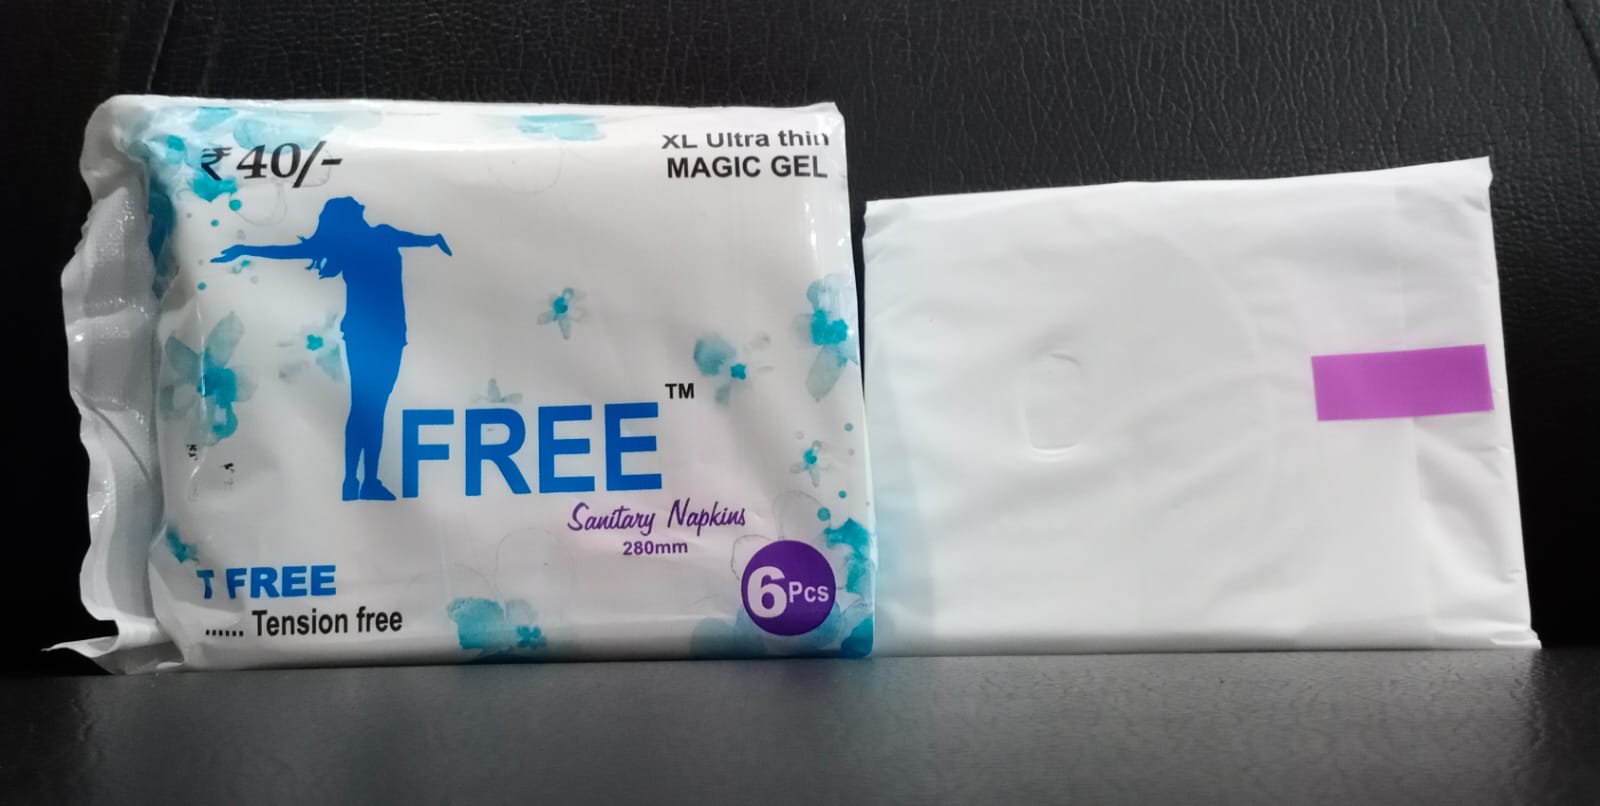 ₹40/-
XL Ultra thin
MAGIC GEL
FREE™
Sanitary Napkins
280mm
6Pcs
T FREE
...... Tension free